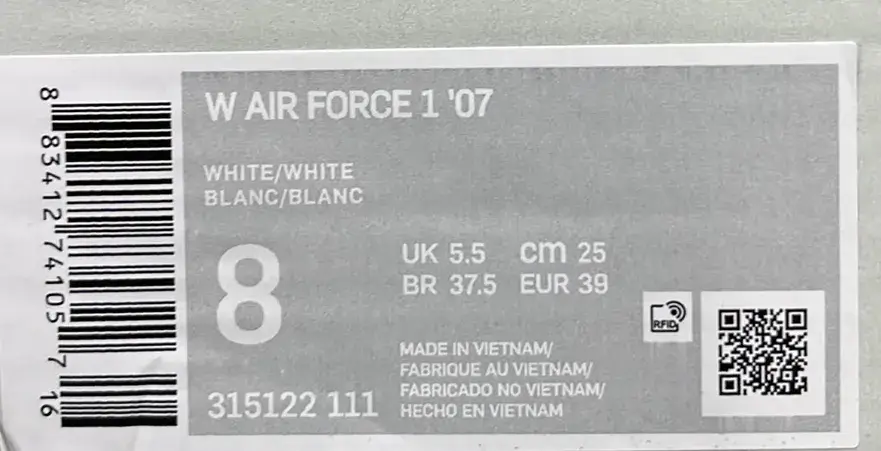 8 83412 74105 7 16
W AIR FORCE 1 '07
WHITE/WHITE
BLANC/BLANC
8
UK 5.5 cm 25
BR 37.5 EUR 39
315122 111
MADE IN VIETNAM/
FABRIQUE AU VIETNAM/
FABRICADO NO VIETNAM/
HECHO EN VIETNAM
RFID